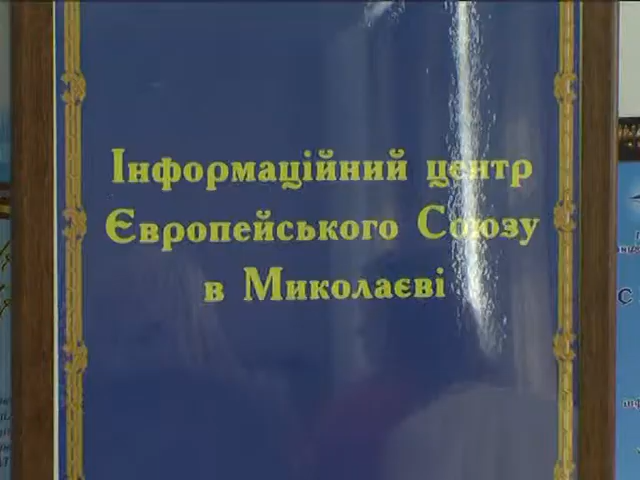 Інформаційний центр
Європейського Союзу
в Миколаєві